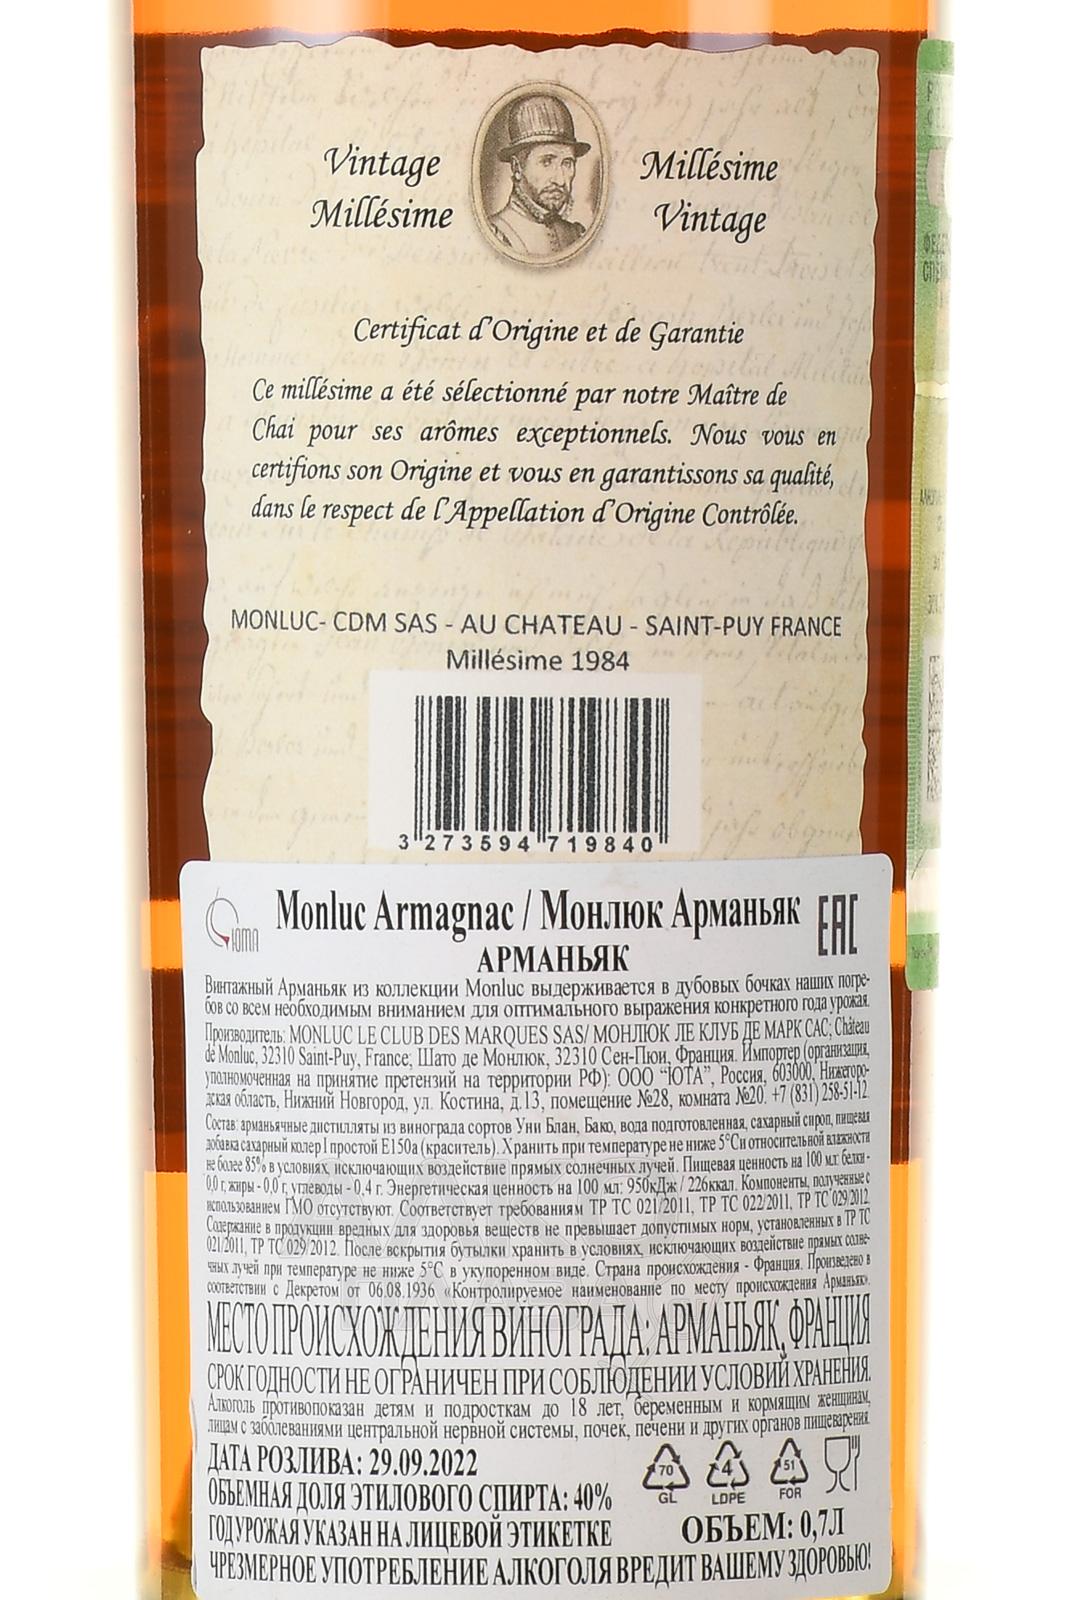 Vintage
Millésime
Millésime
Vintage
Certificat d'Origine et de Garantie
Ce millésime a été sélectionné par notre Maître de
Chai pour ses arômes exceptionnels. Nous vous en
certifions son Origine et vous en garantissons sa qualité,
dans le respect de l'Appellation d'Origine Contrôlée.
MONLUC- CDM SAS - AU CHATEAU - SAINT-PUY FRANCE
Millésime 1984
3 273594 719840
ЮТА
Monluc Armagnac / Монлюк Арманьяк
EAC
АРМАНЬЯК
Винтажный Арманьяк из коллекции Monluc выдерживается в дубовых бочках наших погре-
бов со всем необходимым вниманием для оптимального выражения конкретного года урожая.
Производитель: MONLUC LE CLUB DES MARQUES SAS/ МОНЛЮК ЛЕ КЛУБ ДЕ МАРК САС; Château
de Monluc, 32310 Saint-Puy, France; Шато де Монлюк, 32310 Сен-Пюи, Франция. Импортер (организация,
уполномоченная на принятие претензий на территории РФ): ООО “ЮТА”, Россия, 603000, Нижегоро-
дская область, Нижний Новгород, ул. Костина, д.13, помещение №28, комната №20. +7 (831) 258-51-12.
Состав: арманьячные дистилляты из винограда сортов Уни Блан, Бако, вода подготовленная, сахарный сироп, пищевая
добавка сахарный колер I простой Е150а (краситель). Хранить при температуре не ниже 5°С и относительной влажности
не более 85% в условиях, исключающих воздействие прямых солнечных лучей. Пищевая ценность на 100 мл: белки -
0,0 г, жиры - 0,0 г, углеводы - 0,4 г. Энергетическая ценность на 100 мл: 950кДж / 226ккал. Компоненты, полученные с
использованием ГМО отсутствуют. Соответствует требованиям ТР ТС 021/2011, ТР ТС 022/2011, ТР ТС 029/2012.
Содержание в продукции вредных для здоровья веществ не превышает допустимых норм, установленных в ТР ТС
021/2011, ТР ТС 029/2012. После вскрытия бутылки хранить в условиях, исключающих воздействие прямых солне-
чных лучей при температуре не ниже 5°С в укупоренном виде. Страна происхождения - Франция. Произведено в
соответствии с Декретом от 06.08.1936 «Контролируемое наименование по месту происхождения Арманьяк».
МЕСТО ПРОИСХОЖДЕНИЯ ВИНОГРАДА: АРМАНЬЯК, ФРАНЦИЯ
СРОК ГОДНОСТИ НЕ ОГРАНИЧЕН ПРИ СОБЛЮДЕНИИ УСЛОВИЙ ХРАНЕНИЯ.
Алкоголь противопоказан детям и подросткам до 18 лет, беременным и кормящим женщинам,
лицам с заболеваниями центральной нервной системы, почек, печени и других органов пищеварения.
ДАТА РОЗЛИВА: 29.09.2022
ОБЪЕМНАЯ ДОЛЯ ЭТИЛОВОГО СПИРТА: 40%
70 GL
4 LDPE
51 FOR
ГОД УРОЖАЯ УКАЗАН НА ЛИЦЕВОЙ ЭТИКЕТКЕ
ОБЪЕМ: 0,7Л
ЧРЕЗМЕРНОЕ УПОТРЕБЛЕНИЕ АЛКОГОЛЯ ВРЕДИТ ВАШЕМУ ЗДОРОВЬЮ!